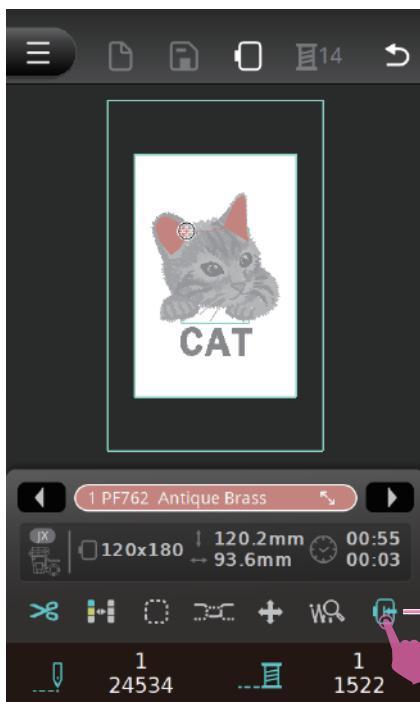 14
CAT
1 PF762 Antique Brass
JX
120x180
120.2mm
93.6mm
00:55
00:03
W
1
24534
1
1522